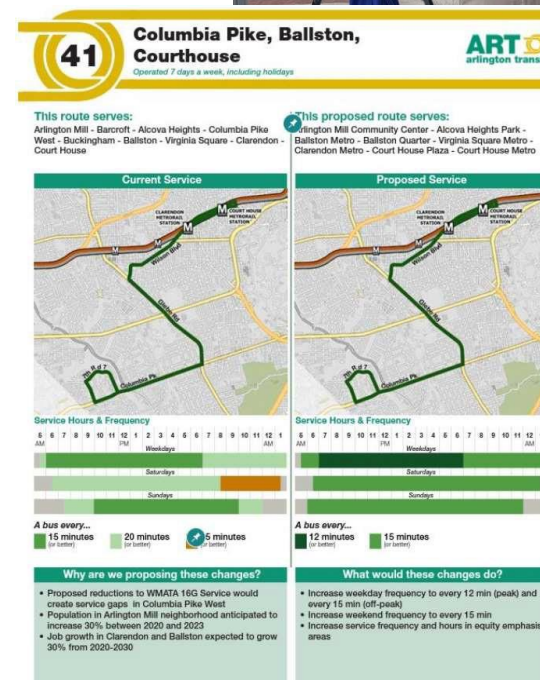 41
Columbia Pike, Ballston,
Courthouse
Operated 7 days a week, including holidays
ART
arlington trans
This route serves:
Arlington Mill - Barcroft - Alcova Heights - Columbia Pike
West - Buckingham - Ballston - Virginia Square - Clarendon -
Court House
This proposed route serves:
rlington Mill Community Center - Alcova Heights Park -
Ballston Metro - Ballston Quarter - Virginia Square Metro -
Clarendon Metro - Court House Plaza - Court House Metro
Current Service
CLARENDON
METRORAIL
STATION
M
COURT HOUSE
METRORAIL
STATION
M
M
M
Wilson Blvd
Glebe Rd
Columbia Pk
Proposed Service
CLARENDON
METRORAIL
STATION
M
COURT HOUSE
METRORAIL
STATION
M
M
M
Wilson Blvd
Glebe Rd
Columbia Pk
Service Hours & Frequency
5 6 7 8 9 10 11 12 1 2 3 4 5 6 7 8 9 10 11 12 1
AM PM AM
Weekdays
Saturdays
Sundays
A bus every...
15 minutes
(or better)
20 minutes
(or better)
5 minutes
(or better)
Service Hours & Frequency
5 6 7 8 9 10 11 12 1 2 3 4 5 6 7 8 9 10 11 12
AM PM AM
Weekdays
Saturdays
Sundays
A bus every...
12 minutes
(or better)
15 minutes
(or better)
Why are we proposing these changes?
• Proposed reductions to WMATA 16G Service would
create service gaps in Columbia Pike West
• Population in Arlington Mill neighborhood anticipated to
increase 30% between 2020 and 2023
• Job growth in Clarendon and Ballston expected to grow
30% from 2020-2030
What would these changes do?
• Increase weekday frequency to every 12 min (peak) and
every 15 min (off-peak)
• Increase weekend frequency to every 15 min
• Increase service frequency and hours in equity emphasis
areas